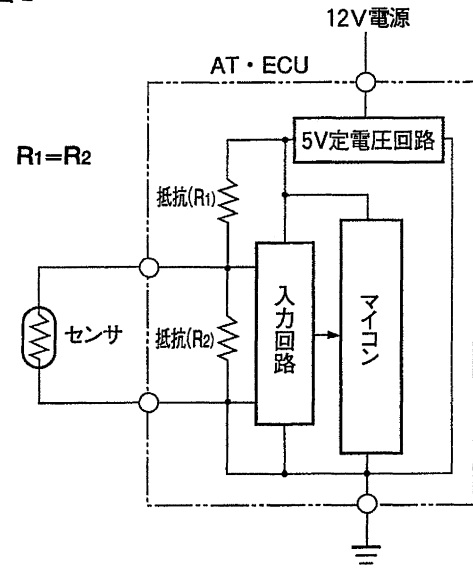 12V電源
AT・ECU
5V定電圧回路
R1=R2
抵抗(R1)
センサ
抵抗(R2)
入力回路
マイコン